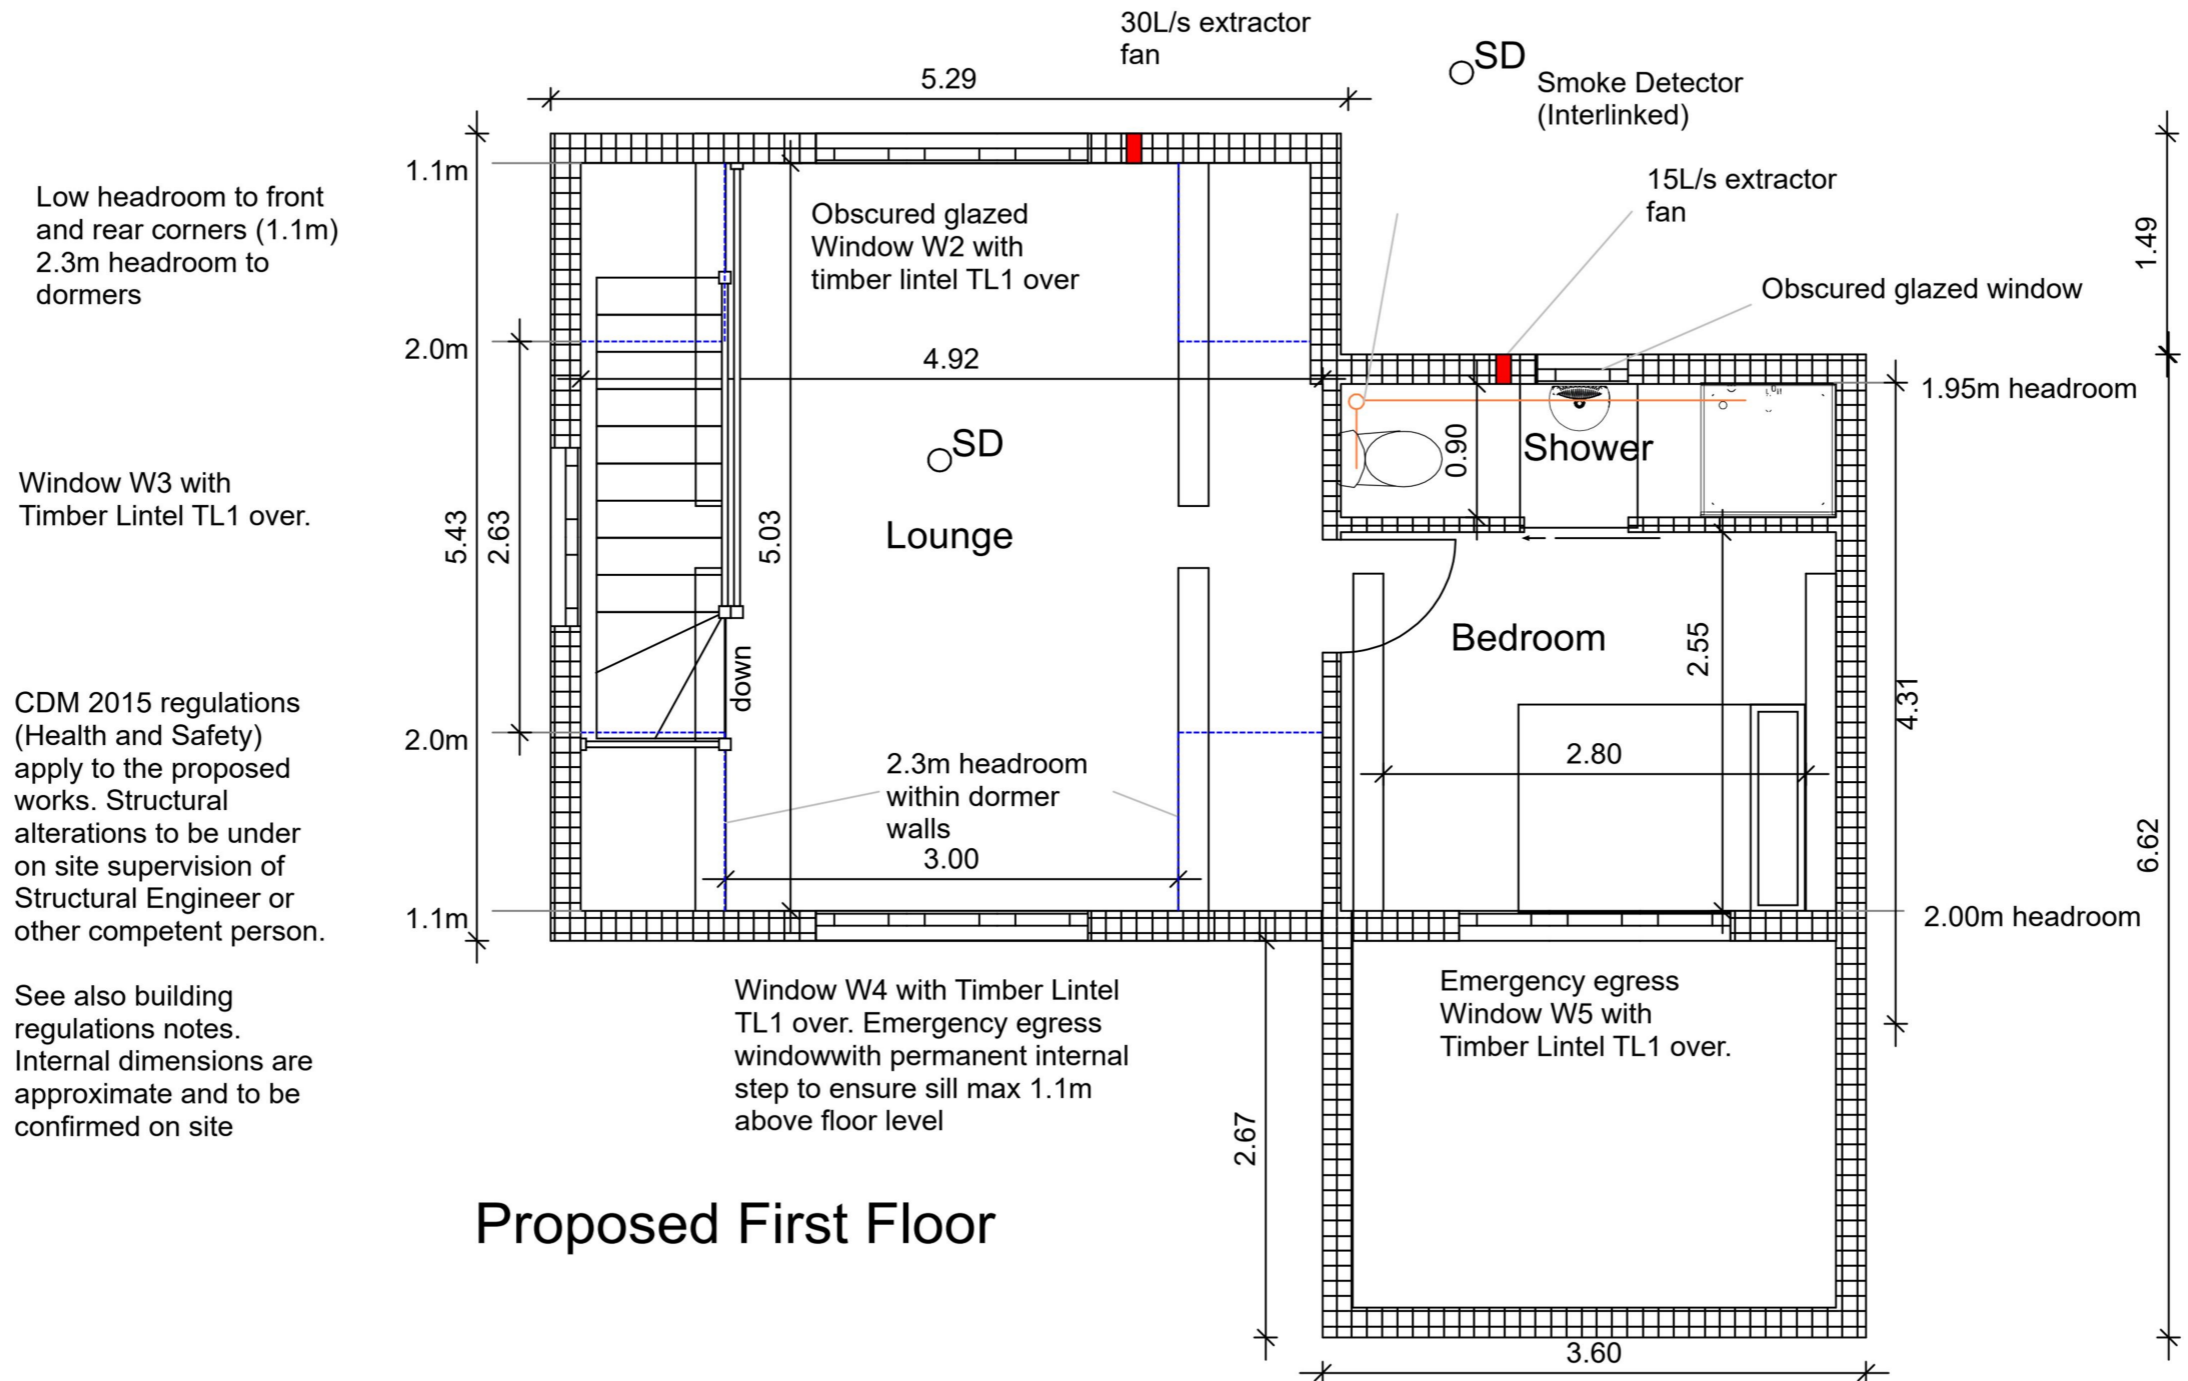 30L/s extractor
fan
SD
Smoke Detector
(Interlinked)
5.29
1.1m
Low headroom to front
and rear corners (1.1m)
2.3m headroom to
dormers
15L/s extractor
fan
1.49
Obscured glazed
Window W2 with
timber lintel TL1 over
Obscured glazed window
2.0m
4.92
1.95m headroom
SD
0.90
Shower
Window W3 with
Timber Lintel TL1 over.
5.43
2.63
5.03
Lounge
Bedroom
2.55
down
4.31
CDM 2015 regulations
(Health and Safety)
apply to the proposed
works. Structural
alterations to be under
on site supervision of
Structural Engineer or
other competent person.
2.0m
2.3m headroom
within dormer
walls
2.80
3.00
6.62
1.1m
2.00m headroom
See also building
regulations notes.
Internal dimensions are
approximate and to be
confirmed on site
Window W4 with Timber Lintel
TL1 over. Emergency egress
windowwith permanent internal
step to ensure sill max 1.1m
above floor level
Emergency egress
Window W5 with
Timber Lintel TL1 over.
2.67
Proposed First Floor
3.60